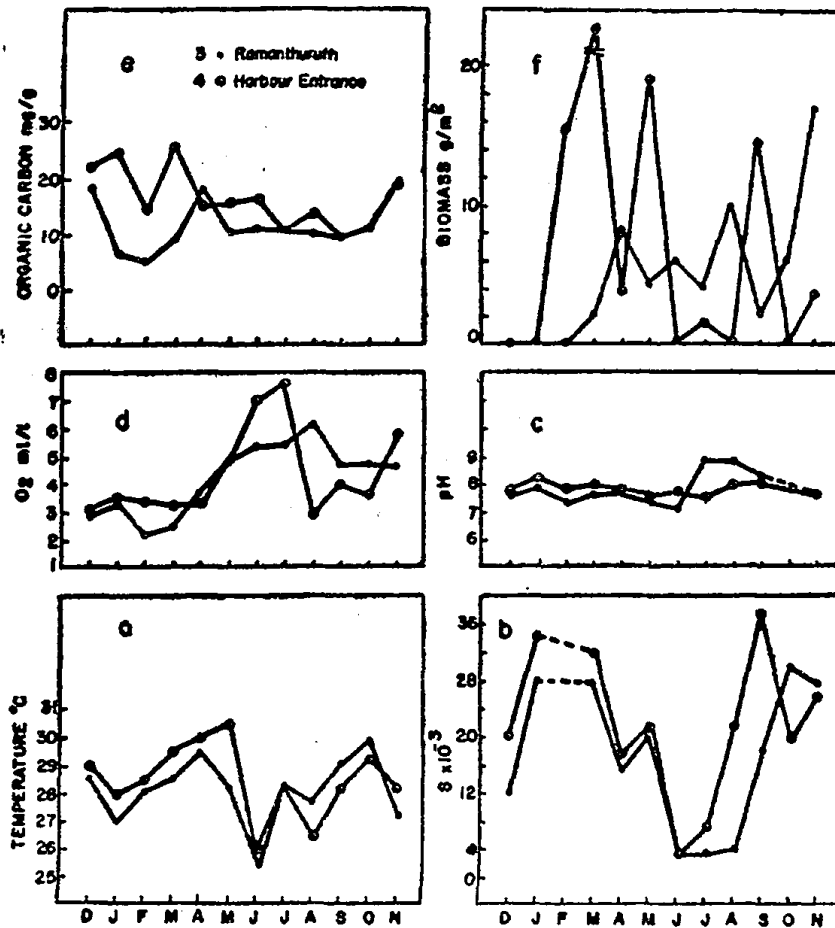 e
3 • Ramanthuruth
4 o Harbour Entrance
ORGANIC CARBON mg/g
30
20
10
0
f
BIOMASS g/m²
20
10
0
d
O₂ ml/l
8
7
6
5
4
3
2
1
c
pH
9
8
7
6
a
TEMPERATURE °C
31
30
29
28
27
26
25
D J F M A M J J A S O N
b
S x10⁻³
36
28
20
12
4
0
D J F M A M J J A S O N